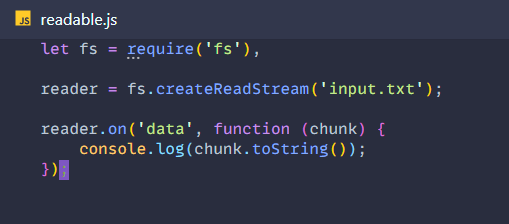 JS readable.js
let fs = require('fs'),
reader = fs.createReadStream('input.txt');
reader.on('data', function (chunk) {
    console.log(chunk.toString());
});